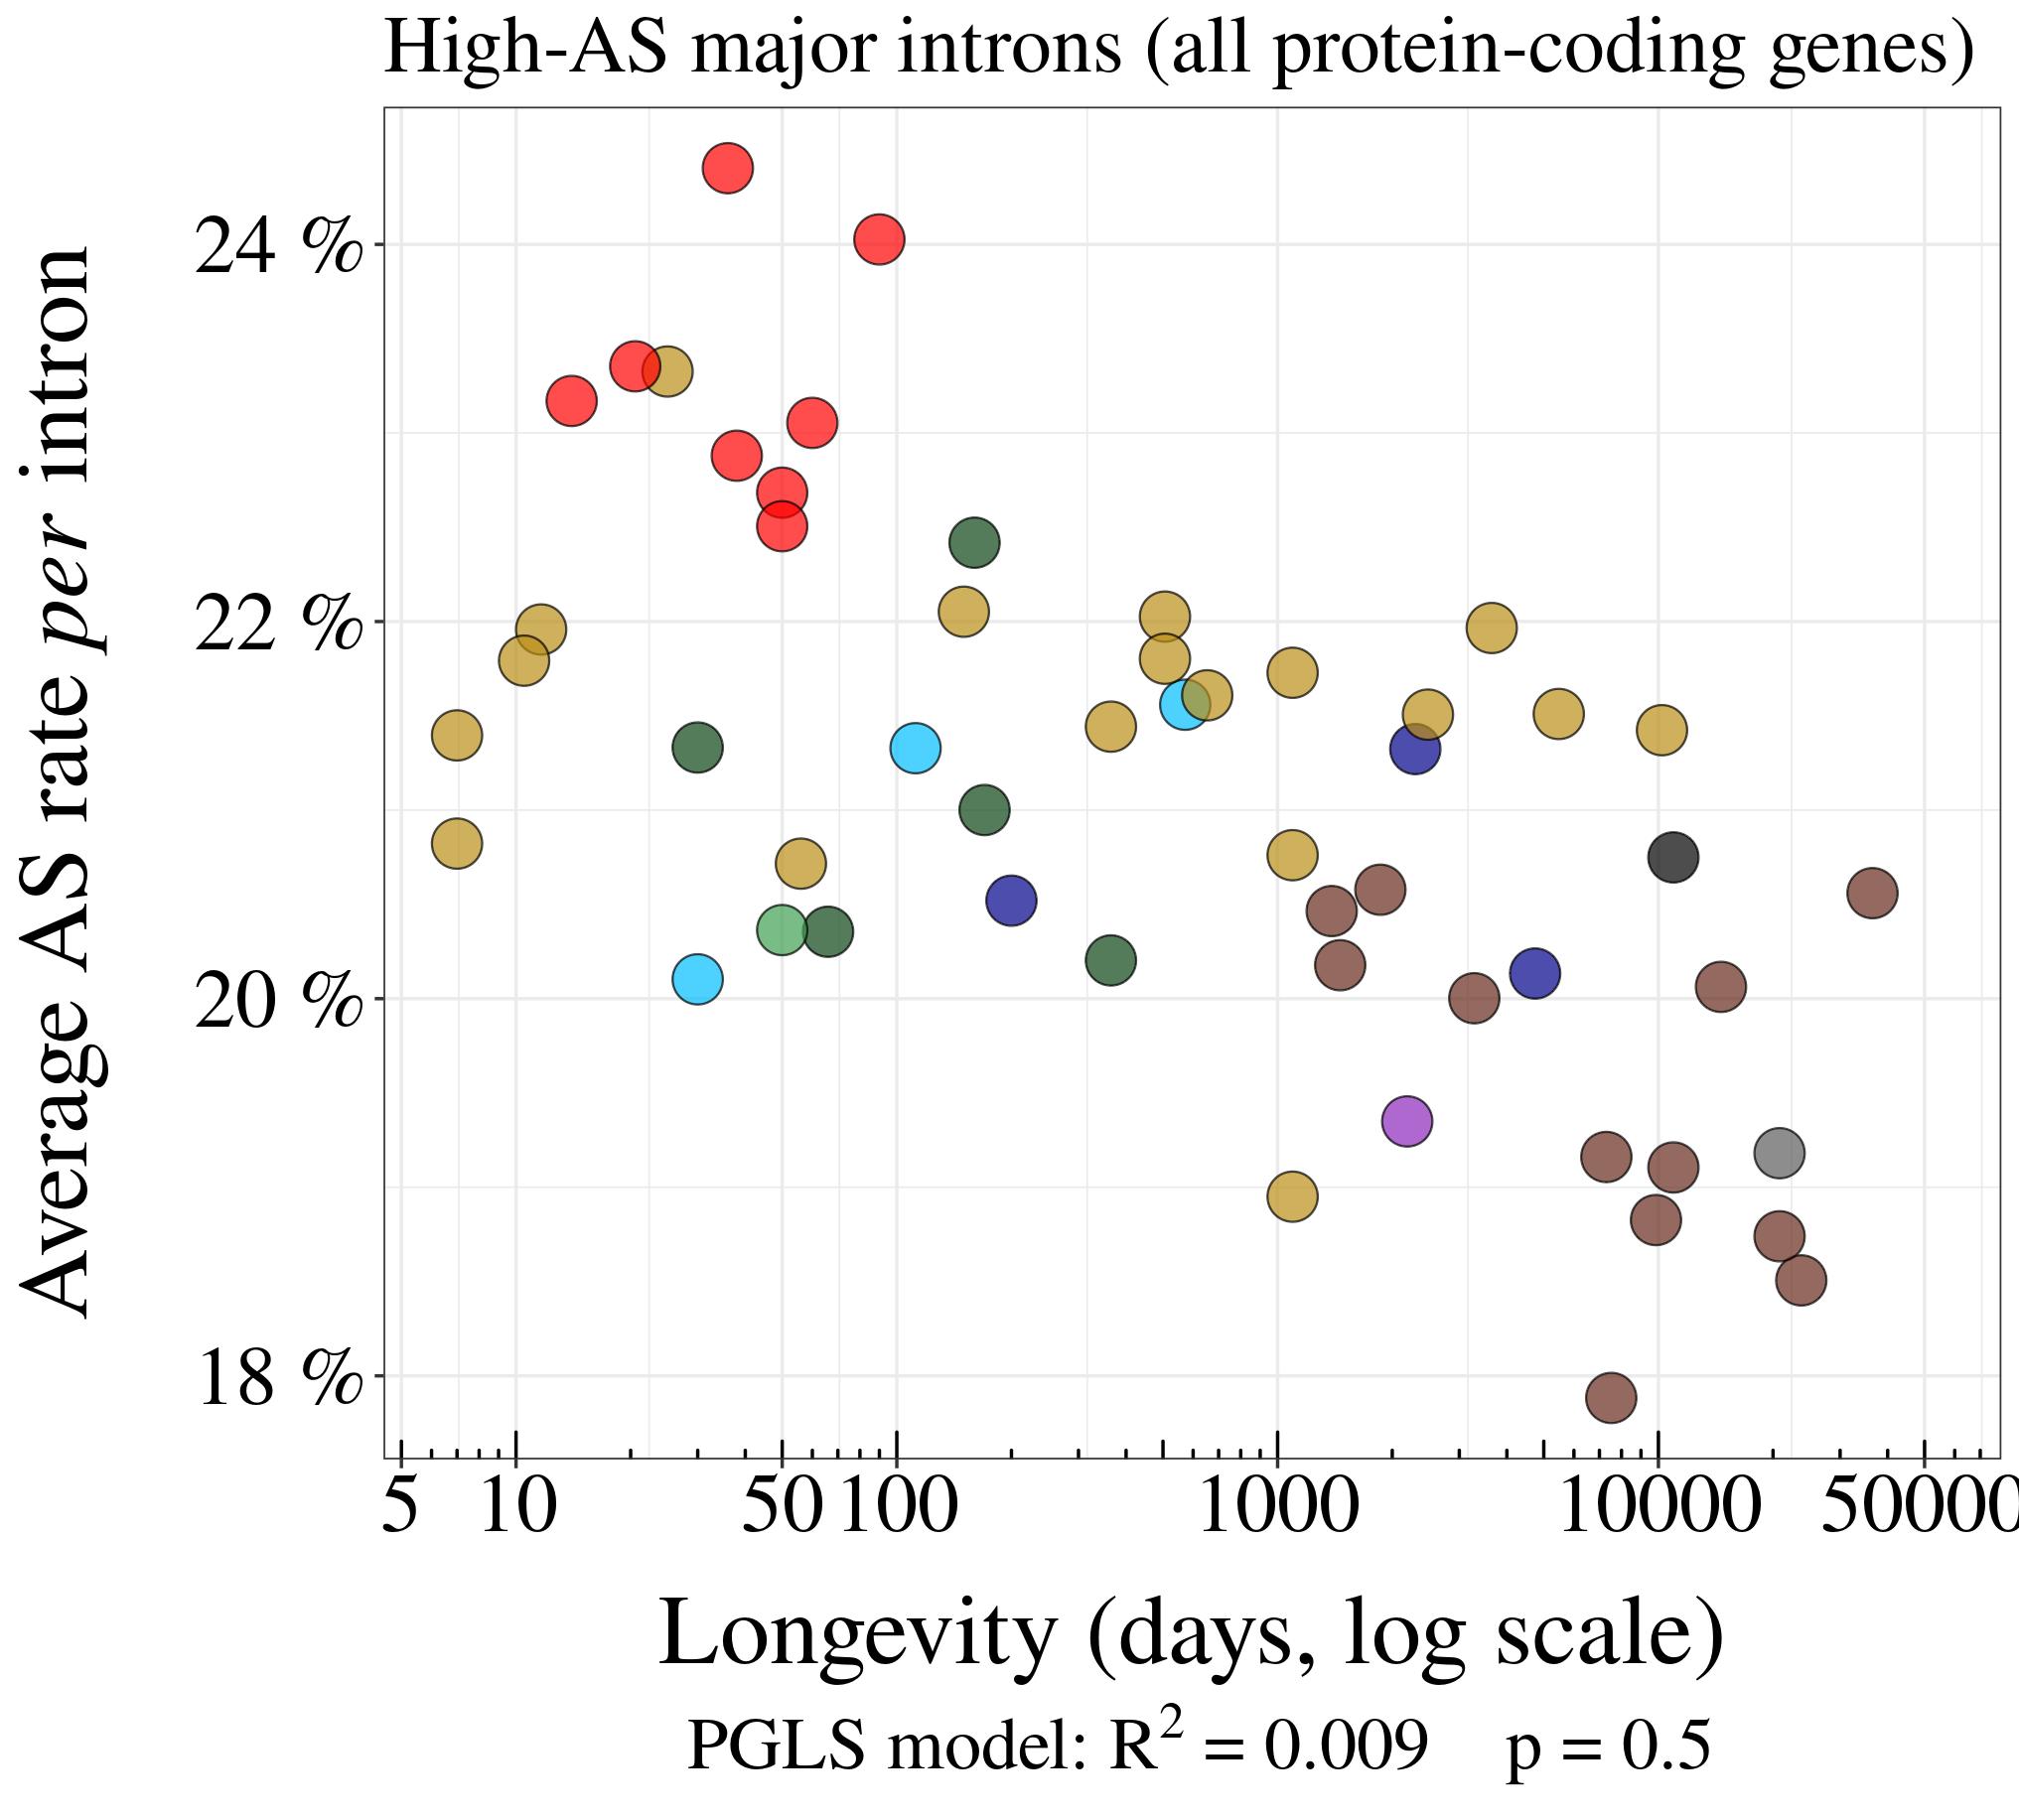 High-AS major introns (all protein-coding genes)
Average AS rate per intron
24 %
22 %
20 %
18 %
5 10 50 100 1000 10000 50000
Longevity (days, log scale)
PGLS model: R² = 0.009 p = 0.5